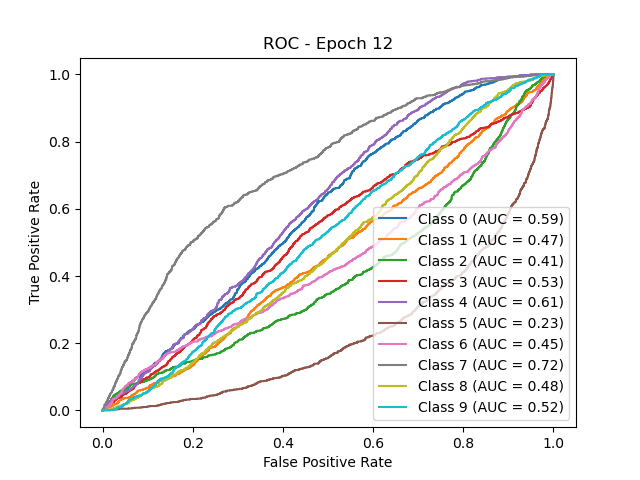 ROC - Epoch 12
True Positive Rate
1.0
0.8
0.6
0.4
0.2
0.0
Class 0 (AUC = 0.59)
Class 1 (AUC = 0.47)
Class 2 (AUC = 0.41)
Class 3 (AUC = 0.53)
Class 4 (AUC = 0.61)
Class 5 (AUC = 0.23)
Class 6 (AUC = 0.45)
Class 7 (AUC = 0.72)
Class 8 (AUC = 0.48)
Class 9 (AUC = 0.52)
0.0 0.2 0.4 0.6 0.8 1.0
False Positive Rate